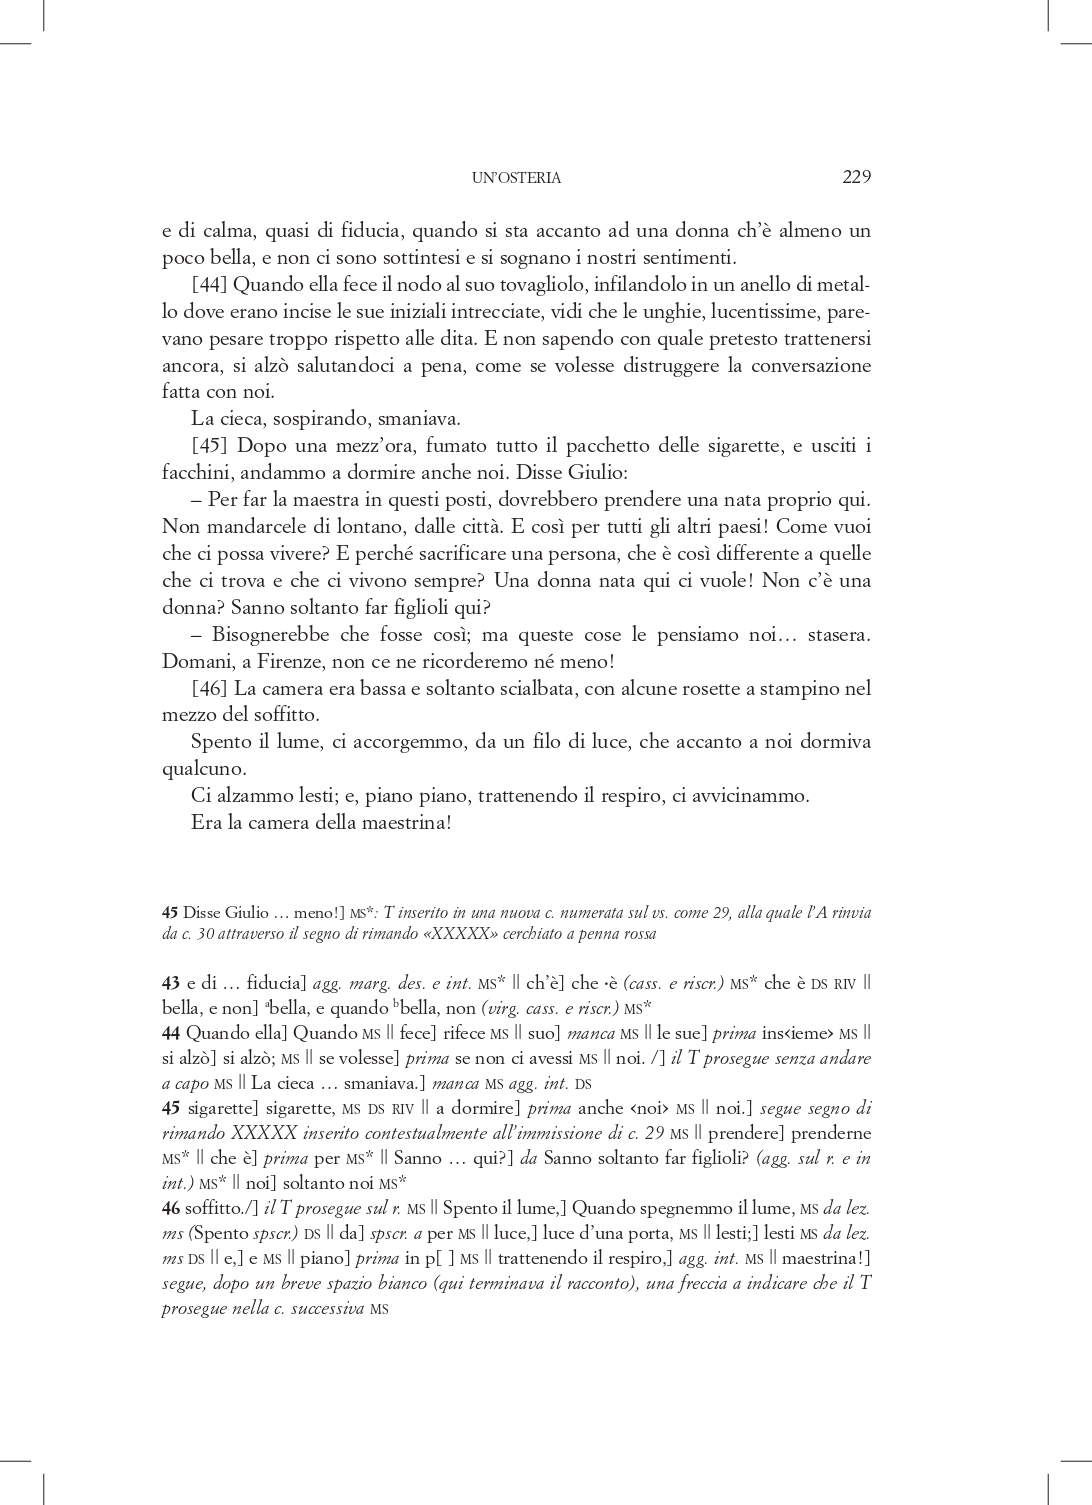 UN’OSTERIA 229
e di calma, quasi di fiducia, quando si sta accanto ad una donna ch’è almeno un
poco bella, e non ci sono sottintesi e si sognano i nostri sentimenti.
[44] Quando ella fece il nodo al suo tovagliolo, infilandolo in un anello di metal-
lo dove erano incise le sue iniziali intrecciate, vidi che le unghie, lucentissime, pare-
vano pesare troppo rispetto alle dita. E non sapendo con quale pretesto trattenersi
ancora, si alzò salutandoci a pena, come se volesse distruggere la conversazione
fatta con noi.
La cieca, sospirando, smaniava.
[45] Dopo una mezz’ora, fumato tutto il pacchetto delle sigarette, e usciti i
facchini, andammo a dormire anche noi. Disse Giulio:
– Per far la maestra in questi posti, dovrebbero prendere una nata proprio qui.
Non mandarcele di lontano, dalle città. E così per tutti gli altri paesi! Come vuoi
che ci possa vivere? E perché sacrificare una persona, che è così differente a quelle
che ci trova e che ci vivono sempre? Una donna nata qui ci vuole! Non c’è una
donna? Sanno soltanto far figlioli qui?
– Bisognerebbe che fosse così; ma queste cose le pensiamo noi… stasera.
Domani, a Firenze, non ce ne ricorderemo né meno!
[46] La camera era bassa e soltanto scialbata, con alcune rosette a stampino nel
mezzo del soffitto.
Spento il lume, ci accorgemmo, da un filo di luce, che accanto a noi dormiva
qualcuno.
Ci alzammo lesti; e, piano piano, trattenendo il respiro, ci avvicinammo.
Era la camera della maestrina!
45 Disse Giulio … meno!] MS*: T inserito in una nuova c. numerata sul vs. come 29, alla quale l’A rinvia
da c. 30 attraverso il segno di rimando «XXXXX» cerchiato a penna rossa
43 e di … fiducia] agg. marg. des. e int. MS* || ch’è] che ·è (cass. e riscr.) MS* che è DS RIV ||
bella, e non] ᵃbella, e quando ᵇbella, non (virg. cass. e riscr.) MS*
44 Quando ella] Quando MS || fece] rifece MS || suo] manca MS || le sue] prima ins‹ieme› MS ||
si alzò] si alzò; MS || se volesse] prima se non ci avessi MS || noi. /] il T prosegue senza andare
a capo MS || La cieca … smaniava.] manca MS agg. int. DS
45 sigarette] sigarette, MS DS RIV || a dormire] prima anche ‹noi› MS || noi.] segue segno di
rimando XXXXX inserito contestualmente all’immissione di c. 29 MS || prendere] prenderne
MS* || che è] prima per MS* || Sanno … qui?] da Sanno soltanto far figlioli? (agg. sul r. e in
int.) MS* || noi] soltanto noi MS*
46 soffitto./] il T prosegue sul r. MS || Spento il lume,] Quando spegnemmo il lume, MS da lez.
ms (Spento spscr.) DS || da] spscr. a per MS || luce,] luce d’una porta, MS || lesti;] lesti MS da lez.
ms DS || e,] e MS || piano] prima in p[ ] MS || trattenendo il respiro,] agg. int. MS || maestrina!]
segue, dopo un breve spazio bianco (qui terminava il racconto), una freccia a indicare che il T
prosegue nella c. successiva MS